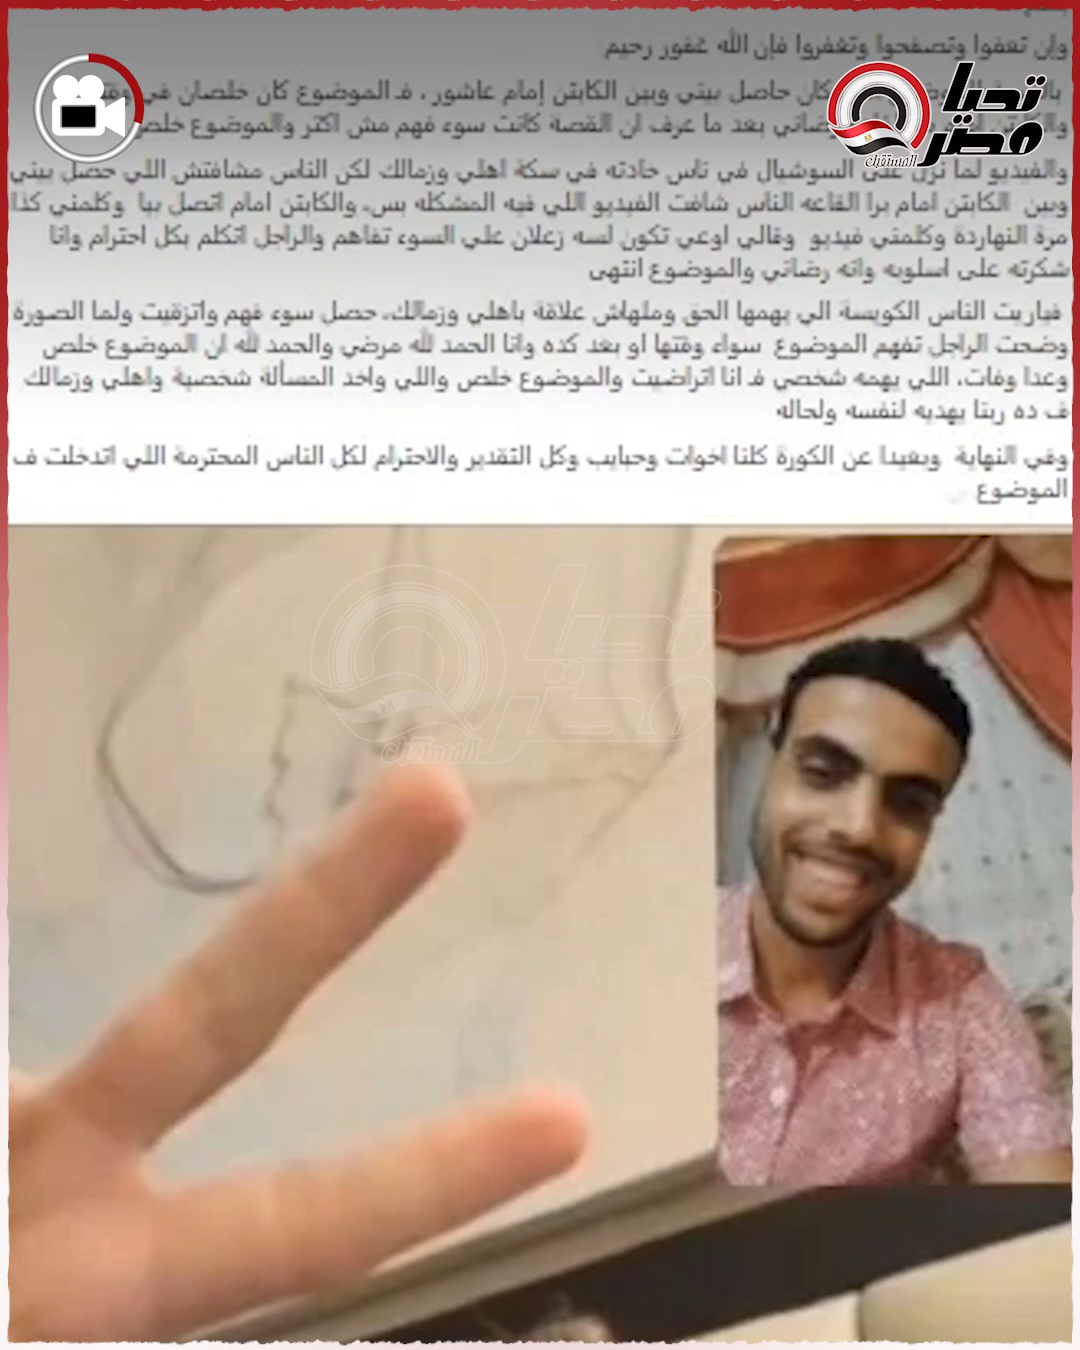 وإن تعفوا وتصفحوا وتغفروا فإن الله غفور رحيم
كان حاصل بيني وبين الكابتن إمام عاشور ، فـ الموضوع كان خلصان في
رضاني بعد ما عرف ان القصة كانت سوء فهم مش اكتر والموضوع خلص
والفيديو لما نزل على السوشيال في ناس خادته في سكة اهلي وزمالك لكن الناس مشافتش اللي حصل بيني
وبين الكابتن امام برا القاعه الناس شافت الفيديو اللي فيه المشكله بس، والكابتن امام اتصل بيا وكلمني كذا
مرة النهاردة وكلمني فيديو وقالي اوعي تكون لسه زعلان علي السوء تفاهم والراجل اتكلم بكل احترام وانا
شكرته على اسلوبه وانه رضاني والموضوع انتهى
فياريت الناس الكويسة الي يهمها الحق وملهاش علاقة باهلي وزمالك، حصل سوء فهم واتزقيت ولما الصورة
وضحت الراجل تفهم الموضوع سواء وقتها او بعد كده وانا الحمد لله مرضي والحمد لله ان الموضوع خلص
وعدا وفات، اللي يهمه شخصي فـ انا اتراضيت والموضوع خلص واللي واخد المسألة شخصية واهلي وزمالك
ف ده ربنا يهديه لنفسه ولحاله
وفي النهاية وبعيدا عن الكورة كلنا اخوات وحبايب وكل التقدير والاحترام لكل الناس المحترمة اللي اتدخلت ف
الموضوع
تحيا
مصر
المستقبل
تحيا
مصر
المستقبل